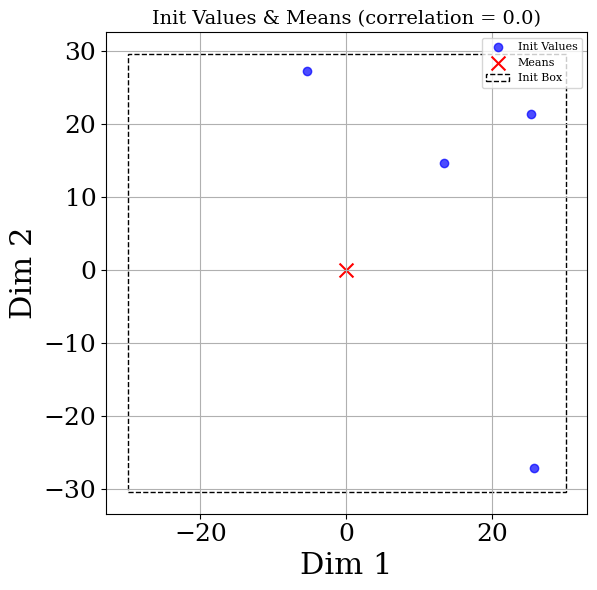 Init Values & Means (correlation = 0.0)
Init Values
Means
Init Box
30
20
10
0
−10
−20
−30
Dim 2
−20
0
20
Dim 1